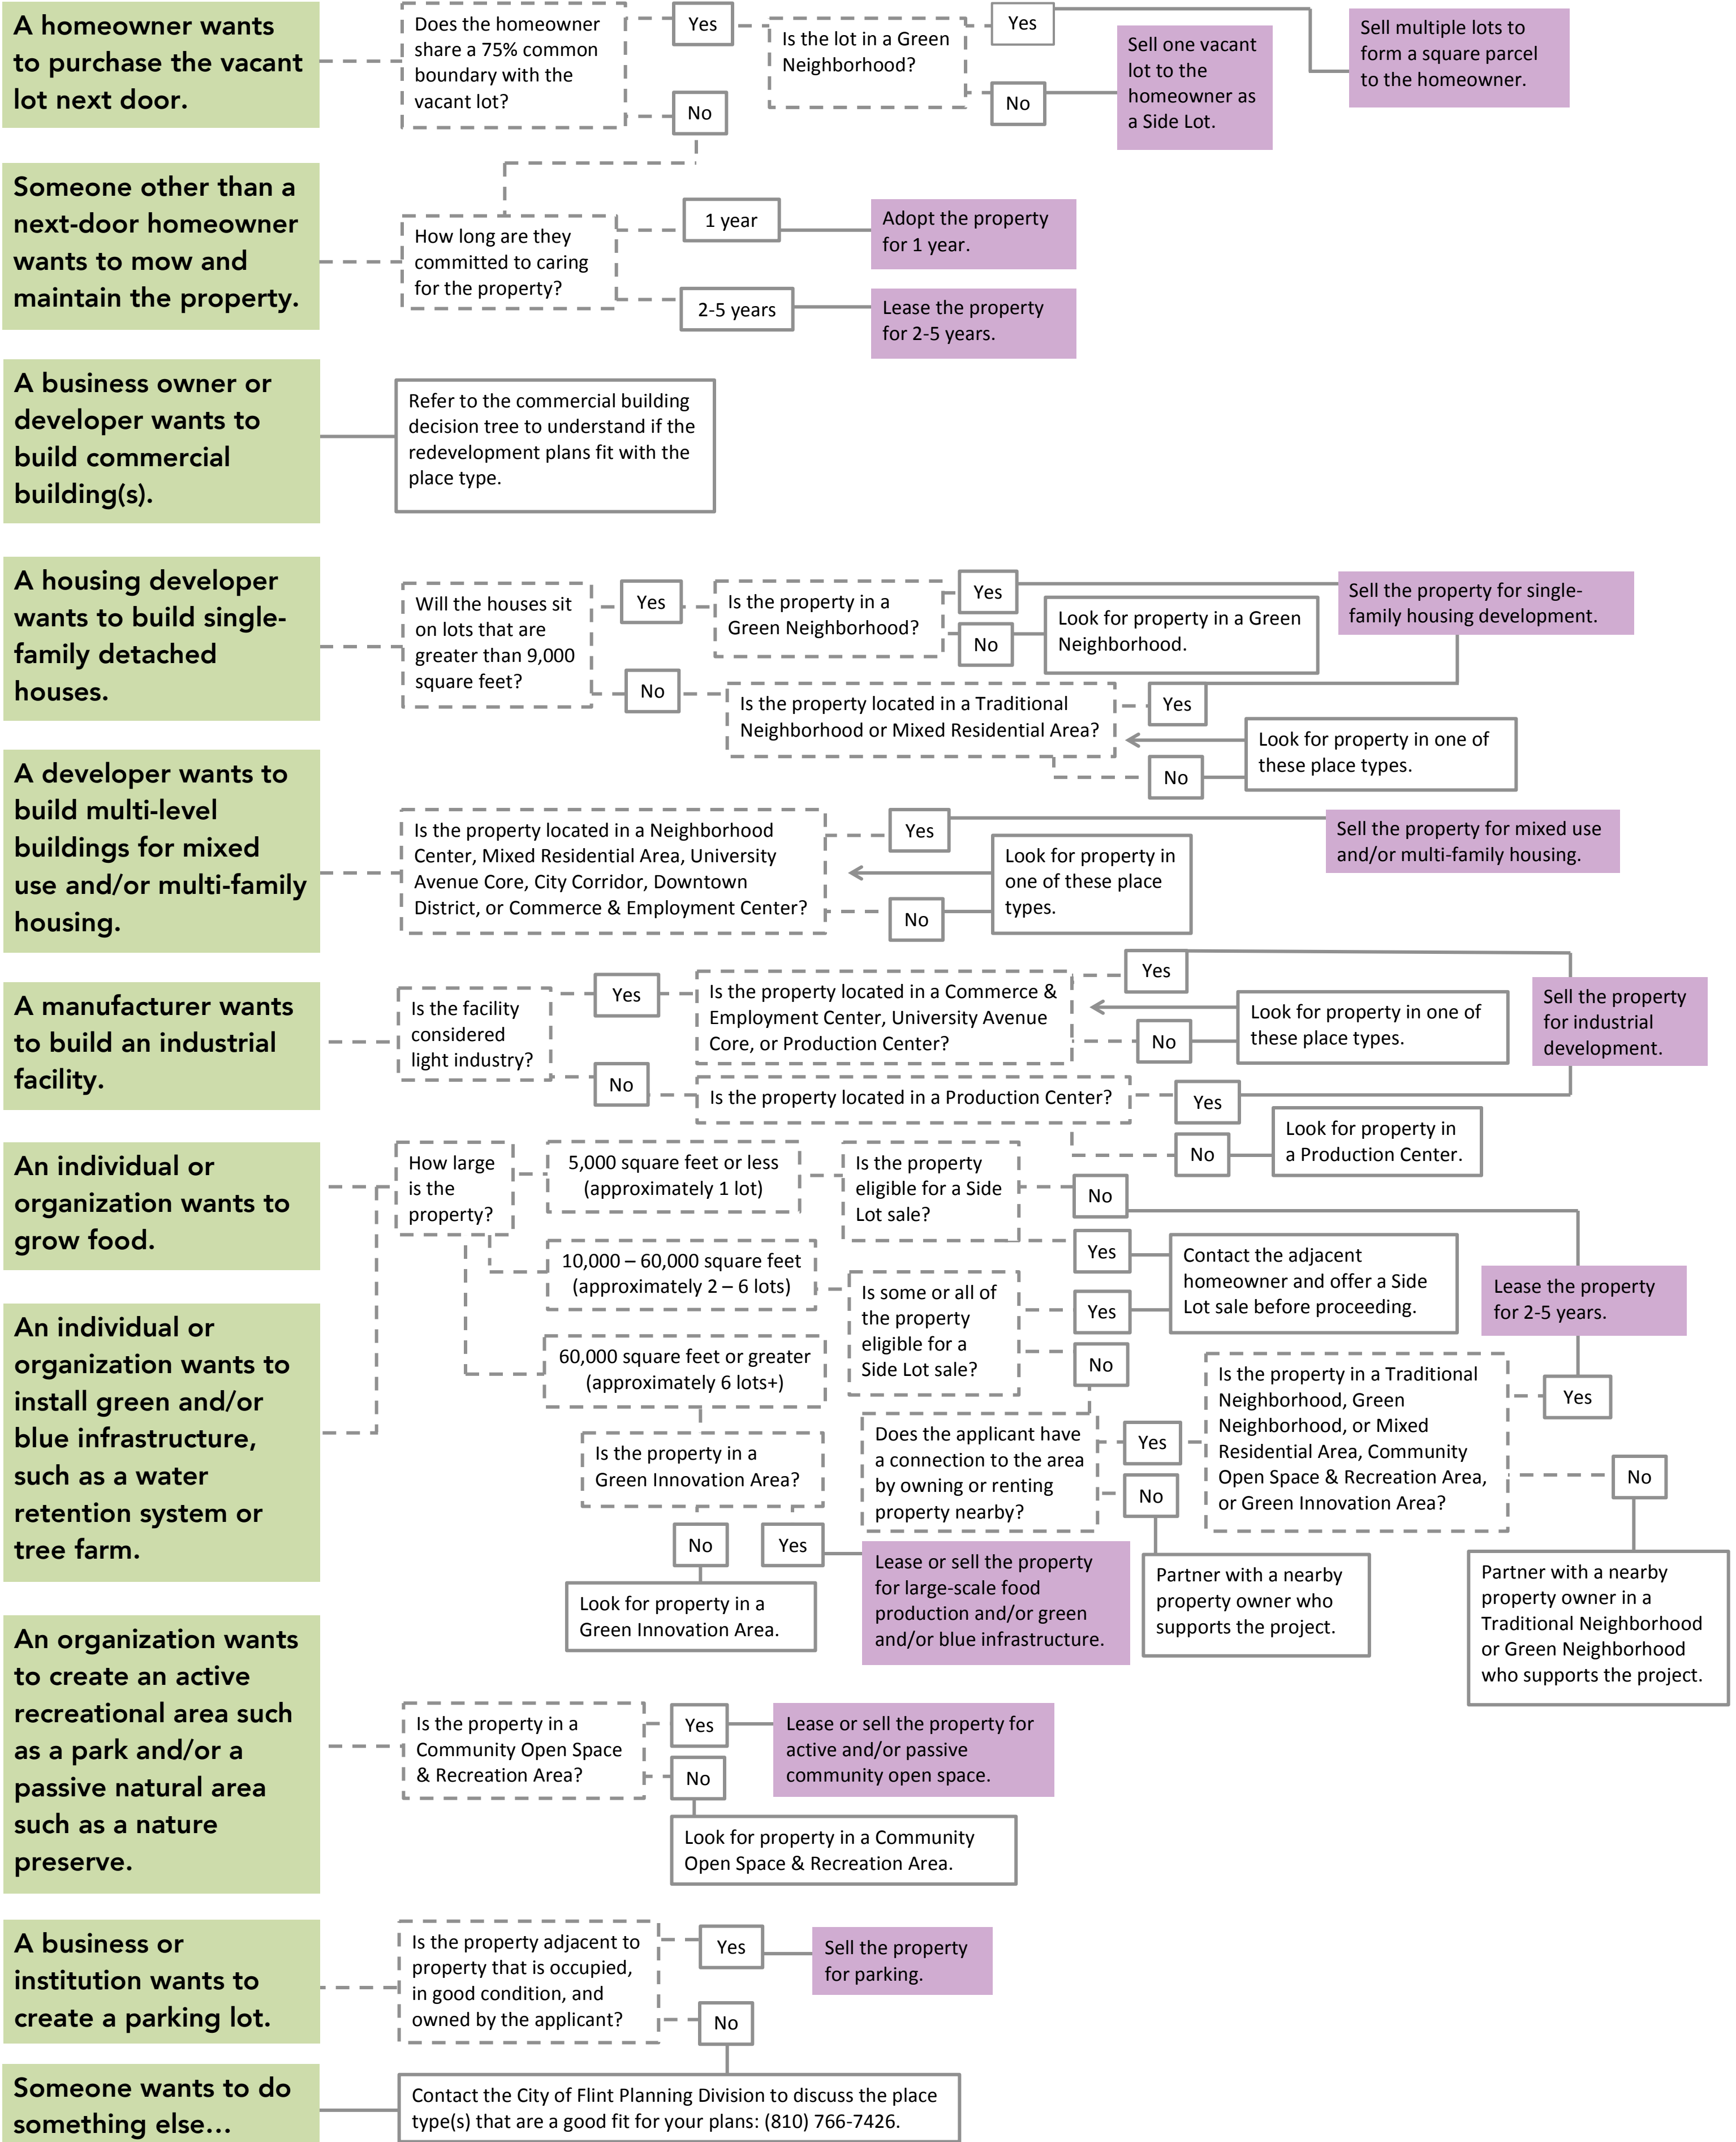 A homeowner wants
to purchase the vacant
lot next door.
Does the homeowner
share a 75% common
boundary with the
vacant lot?
Yes
No
Is the lot in a Green
Neighborhood?
Yes
No
Sell one vacant
lot to the
homeowner as
a Side Lot.
Sell multiple lots to
form a square parcel
to the homeowner.
Someone other than a
next-door homeowner
wants to mow and
maintain the property.
How long are they
committed to caring
for the property?
1 year
2-5 years
Adopt the property
for 1 year.
Lease the property
for 2-5 years.
A business owner or
developer wants to
build commercial
building(s).
Refer to the commercial building
decision tree to understand if the
redevelopment plans fit with the
place type.
A housing developer
wants to build single-
family detached
houses.
Will the houses sit
on lots that are
greater than 9,000
square feet?
Yes
No
Is the property in a
Green Neighborhood?
Yes
No
Look for property in a Green
Neighborhood.
Sell the property for single-
family housing development.
Is the property located in a Traditional
Neighborhood or Mixed Residential Area?
Yes
No
Look for property in one of
these place types.
A developer wants to
build multi-level
buildings for mixed
use and/or multi-family
housing.
Is the property located in a Neighborhood
Center, Mixed Residential Area, University
Avenue Core, City Corridor, Downtown
District, or Commerce & Employment Center?
Yes
No
Look for property in
one of these place
types.
Sell the property for mixed use
and/or multi-family housing.
A manufacturer wants
to build an industrial
facility.
Is the facility
considered
light industry?
Yes
No
Is the property located in a Commerce &
Employment Center, University Avenue
Core, or Production Center?
Yes
No
Look for property in one of
these place types.
Sell the property
for industrial
development.
Is the property located in a Production Center?
Yes
No
Look for property in
a Production Center.
An individual or
organization wants to
grow food.
An individual or
organization wants to
install green and/or
blue infrastructure,
such as a water
retention system or
tree farm.
How large
is the
property?
5,000 square feet or less
(approximately 1 lot)
Is the property
eligible for a Side
Lot sale?
No
Yes
10,000 – 60,000 square feet
(approximately 2 – 6 lots)
Is some or all of
the property
eligible for a
Side Lot sale?
Yes
No
Contact the adjacent
homeowner and offer a Side
Lot sale before proceeding.
Lease the property
for 2-5 years.
60,000 square feet or greater
(approximately 6 lots+)
Is the property in a
Green Innovation Area?
No
Yes
Look for property in a
Green Innovation Area.
Lease or sell the property
for large-scale food
production and/or green
and/or blue infrastructure.
Does the applicant have
a connection to the area
by owning or renting
property nearby?
Yes
No
Partner with a nearby
property owner who
supports the project.
Is the property in a Traditional
Neighborhood, Green
Neighborhood, or Mixed
Residential Area, Community
Open Space & Recreation Area,
or Green Innovation Area?
Yes
No
Partner with a nearby
property owner in a
Traditional Neighborhood
or Green Neighborhood
who supports the project.
An organization wants
to create an active
recreational area such
as a park and/or a
passive natural area
such as a nature
preserve.
Is the property in a
Community Open Space
& Recreation Area?
Yes
No
Lease or sell the property for
active and/or passive
community open space.
Look for property in a Community
Open Space & Recreation Area.
A business or
institution wants to
create a parking lot.
Is the property adjacent to
property that is occupied,
in good condition, and
owned by the applicant?
Yes
No
Sell the property
for parking.
Someone wants to do
something else...
Contact the City of Flint Planning Division to discuss the place
type(s) that are a good fit for your plans: (810) 766-7426.